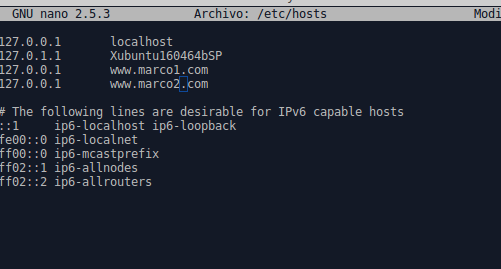 GNU nano 2.5.3 Archivo: /etc/hosts Modi
127.0.0.1 localhost
127.0.1.1 Xubuntu160464bSP
127.0.0.1 www.marco1.com
127.0.0.1 www.marco2.com
# The following lines are desirable for IPv6 capable hosts
::1 ip6-localhost ip6-loopback
fe00::0 ip6-localnet
ff00::0 ip6-mcastprefix
ff02::1 ip6-allnodes
ff02::2 ip6-allrouters